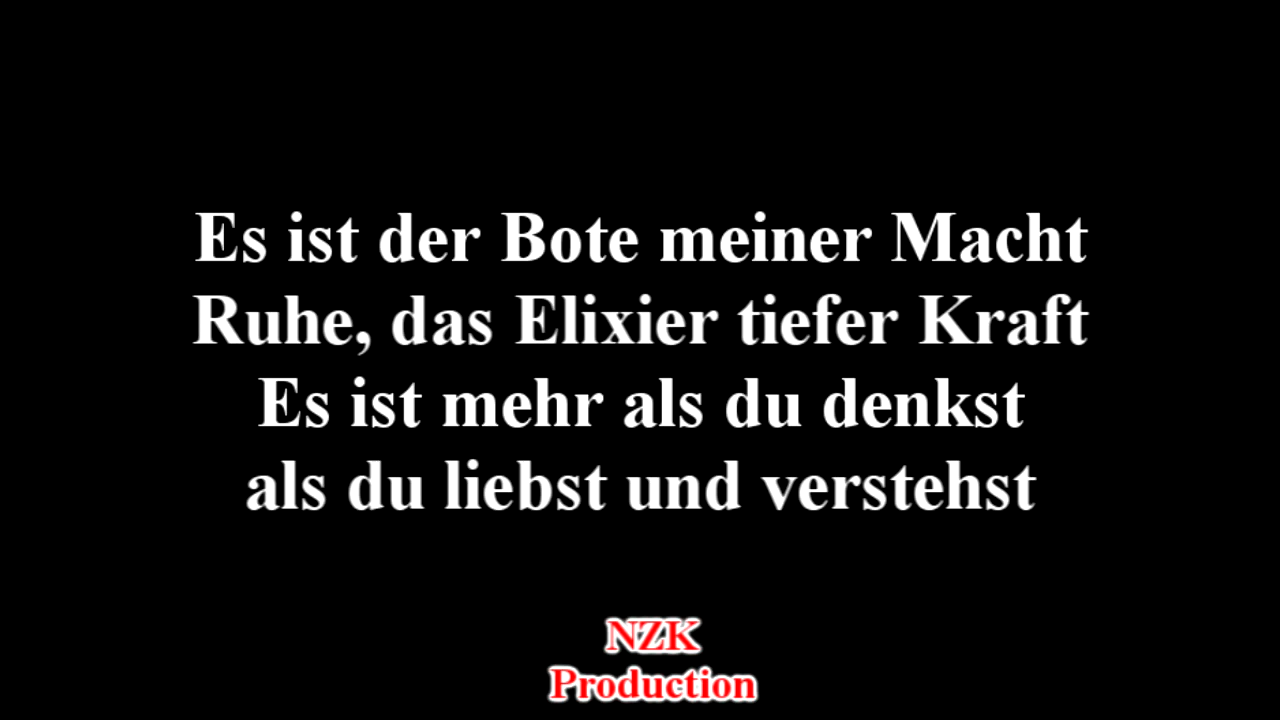 Es ist der Bote meiner Macht
Ruhe, das Elixier tiefer Kraft
Es ist mehr als du denkst
als du liebst und verstehst
NZK
Production